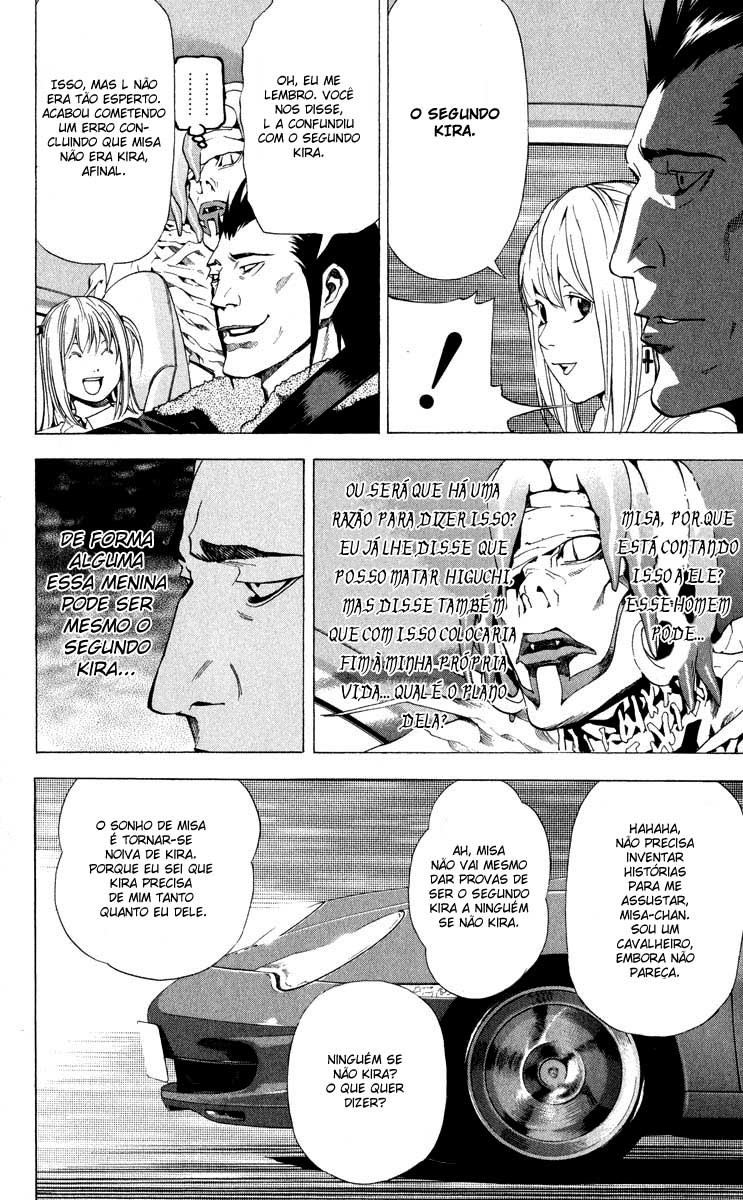 O SEGUNDO
KIRA.
!
OH, EU ME
LEMBRO. VOCÊ
NOS DISSE,
L A CONFUNDIU
COM O SEGUNDO
KIRA.
............
ISSO, MAS L NÃO
ERA TÃO ESPERTO.
ACABOU COMETENDO
UM ERRO CON-
CLUINDO QUE MISA
NÃO ERA KIRA,
AFINAL.
MISA, POR QUE
ESTÁ CONTANDO
ISSO À ELE?
ESSE HOMEM
PODE...
OU SERÁ QUE HÁ UMA
RAZÃO PARA DIZER ISSO?
EU JÁ LHE DISSE QUE
POSSO MATAR HIGUCHI,
MAS DISSE TAMBÉM
QUE COM ISSO COLOCARIA
FIM À MINHA PRÓPRIA
VIDA... QUAL É O PLANO
DELA?
DE FORMA
ALGUMA
ESSA MENINA
PODE SER
MESMO O
SEGUNDO
KIRA...
HAHAHA,
NÃO PRECISA
INVENTAR
HISTÓRIAS
PARA ME
ASSUSTAR,
MISA-CHAN.
SOU UM
CAVALHEIRO,
EMBORA NÃO
PAREÇA.
AH, MISA
NÃO VAI MESMO
DAR PROVAS DE
SER O SEGUNDO
KIRA A NINGUÉM
SE NÃO KIRA.
NINGUÉM SE
NÃO KIRA?
O QUE QUER
DIZER?
O SONHO DE MISA
É TORNAR-SE
NOIVA DE KIRA.
PORQUE EU SEI QUE
KIRA PRECISA
DE MIM TANTO
QUANTO EU DELE.